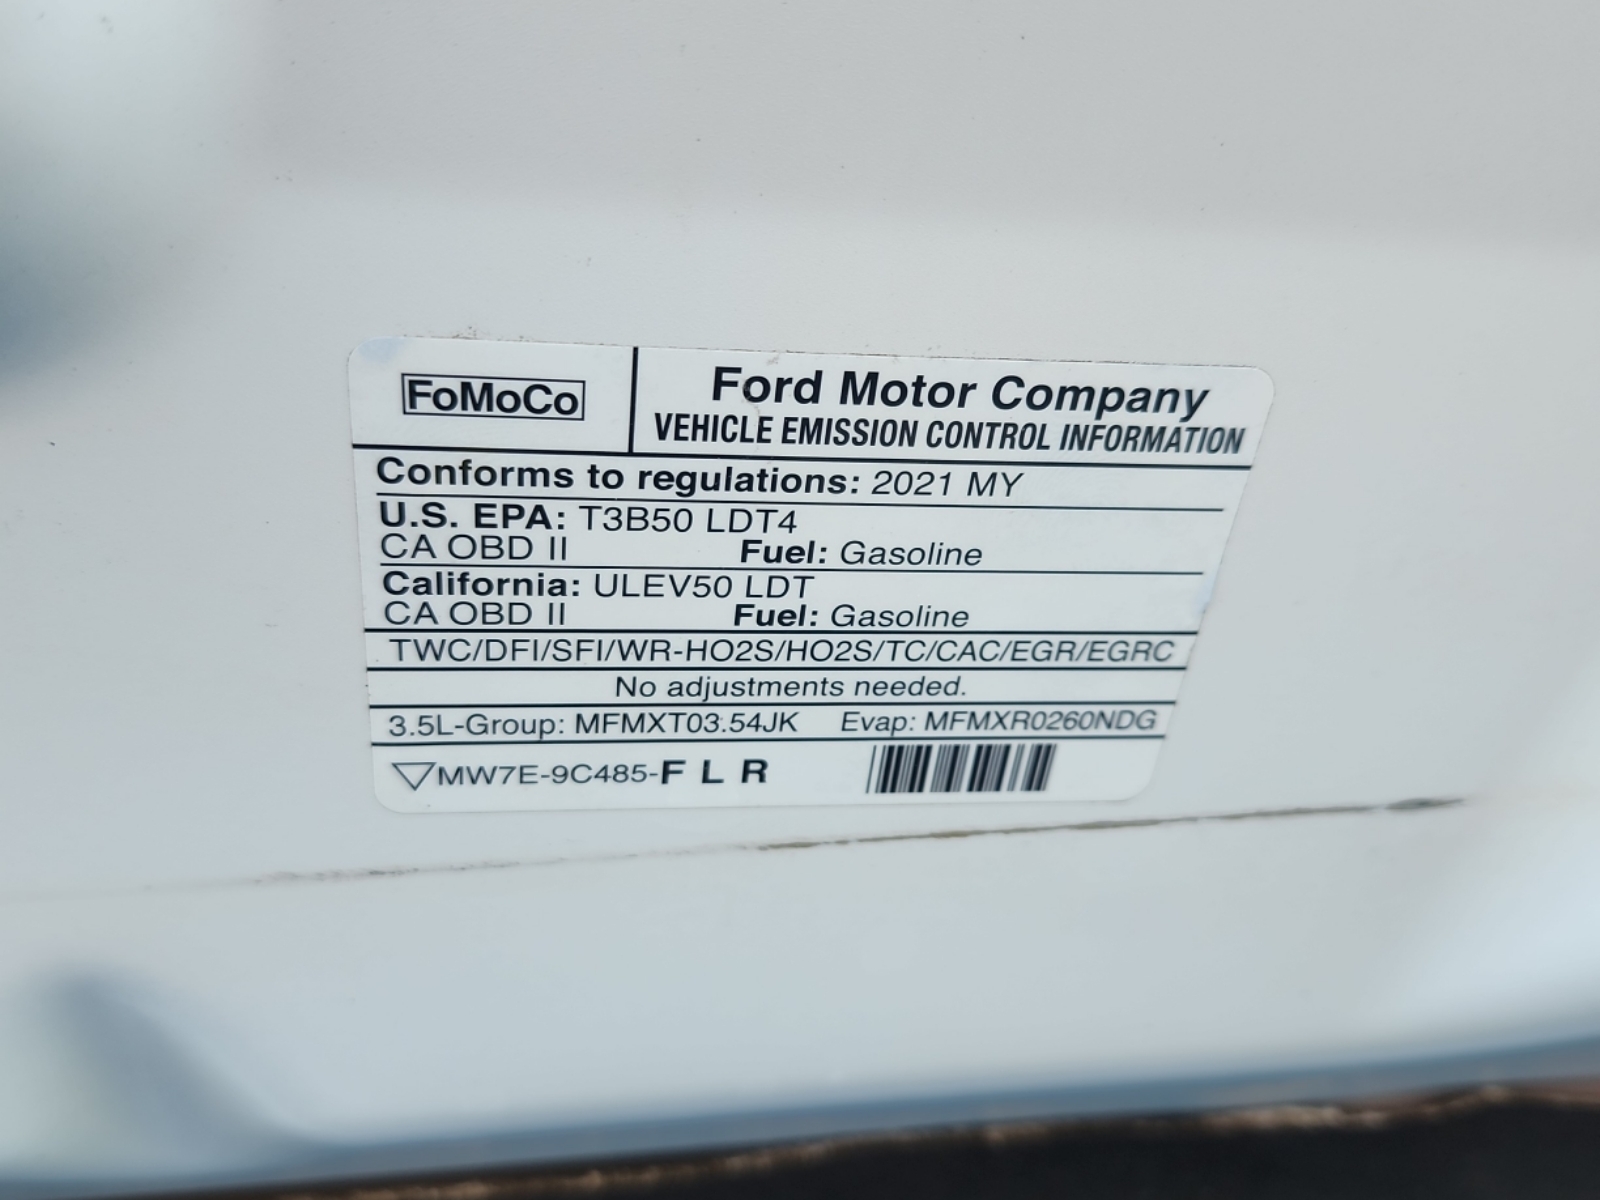 FoMoCo
Ford Motor Company
VEHICLE EMISSION CONTROL INFORMATION
Conforms to regulations: 2021 MY
U.S. EPA: T3B50 LDT4
CA OBD II Fuel: Gasoline
California: ULEV50 LDT
CA OBD II Fuel: Gasoline
TWC/DFI/SFI/WR-HO2S/HO2S/TC/CAC/EGR/EGRC
No adjustments needed.
3.5L-Group: MFMXT03.54JK Evap: MFMXR0260NDG
MW7E-9C485-F L R